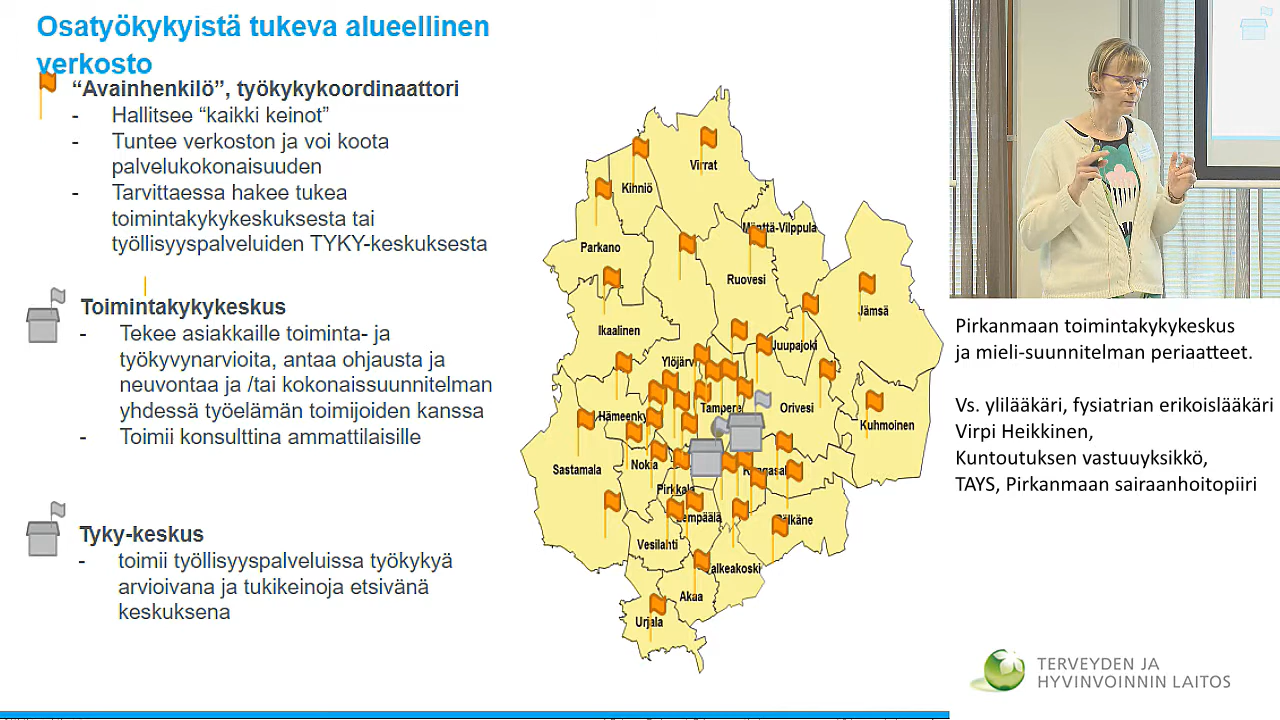 Osatyökykyistä tukeva alueellinen
verkosto
“Avainhenkilö”, työkykykoordinaattori
- Hallitsee “kaikki keinot”
- Tuntee verkoston ja voi koota
palvelukokonaisuuden
- Tarvittaessa hakee tukea
toimintakykykeskuksesta tai
työllisyyspalveluiden TYKY-keskuksesta
Toimintakykykeskus
- Tekee asiakkaille toiminta- ja
työkyvynarvioita, antaa ohjausta ja
neuvontaa ja /tai kokonaissuunnitelman
yhdessä työelämän toimijoiden kanssa
- Toimii konsulttina ammattilaisille
Tyky-keskus
- toimii työllisyyspalveluissa työkykyä
arvioivana ja tukikeinoja etsivänä
keskuksena
Virrat
Kihniö
Mänttä-Vilppula
Parkano
Ruovesi
Jämsä
Ikaalinen
Juupajoki
Ylöjärvi
Tampere
Orivesi
Hämeenky
Kuhmoinen
Sastamala
Nokia
Pirkkala
Lempäälä
Pälkäne
Vesilahti
alkeakoski
Akaa
Urjala
Pirkanmaan toimintakykykeskus
ja mieli-suunnitelman periaatteet.
Vs. ylilääkäri, fysiatrian erikoislääkäri
Virpi Heikkinen,
Kuntoutuksen vastuuyksikkö,
TAYS, Pirkanmaan sairaanhoitopiiri
TERVEYDEN JA
HYVINVOINNIN LAITOS